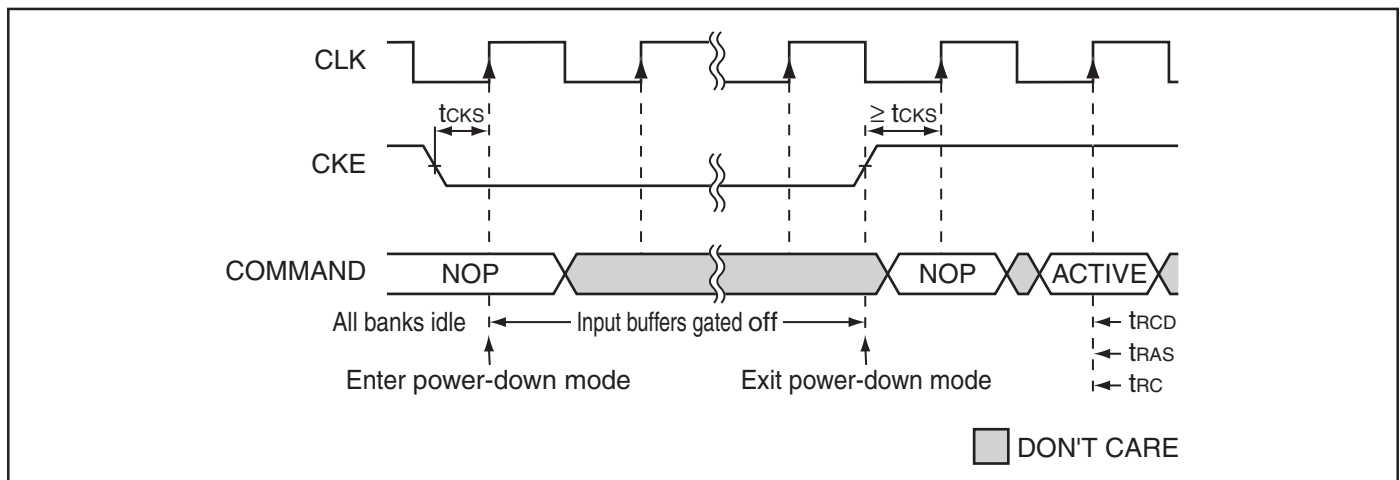 CLK
tCKS
≥ tCKS
CKE
COMMAND
NOP
NOP
ACTIVE
All banks idle
Input buffers gated off
tRCD
tRAS
tRC
Enter power-down mode
Exit power-down mode
DON'T CARE